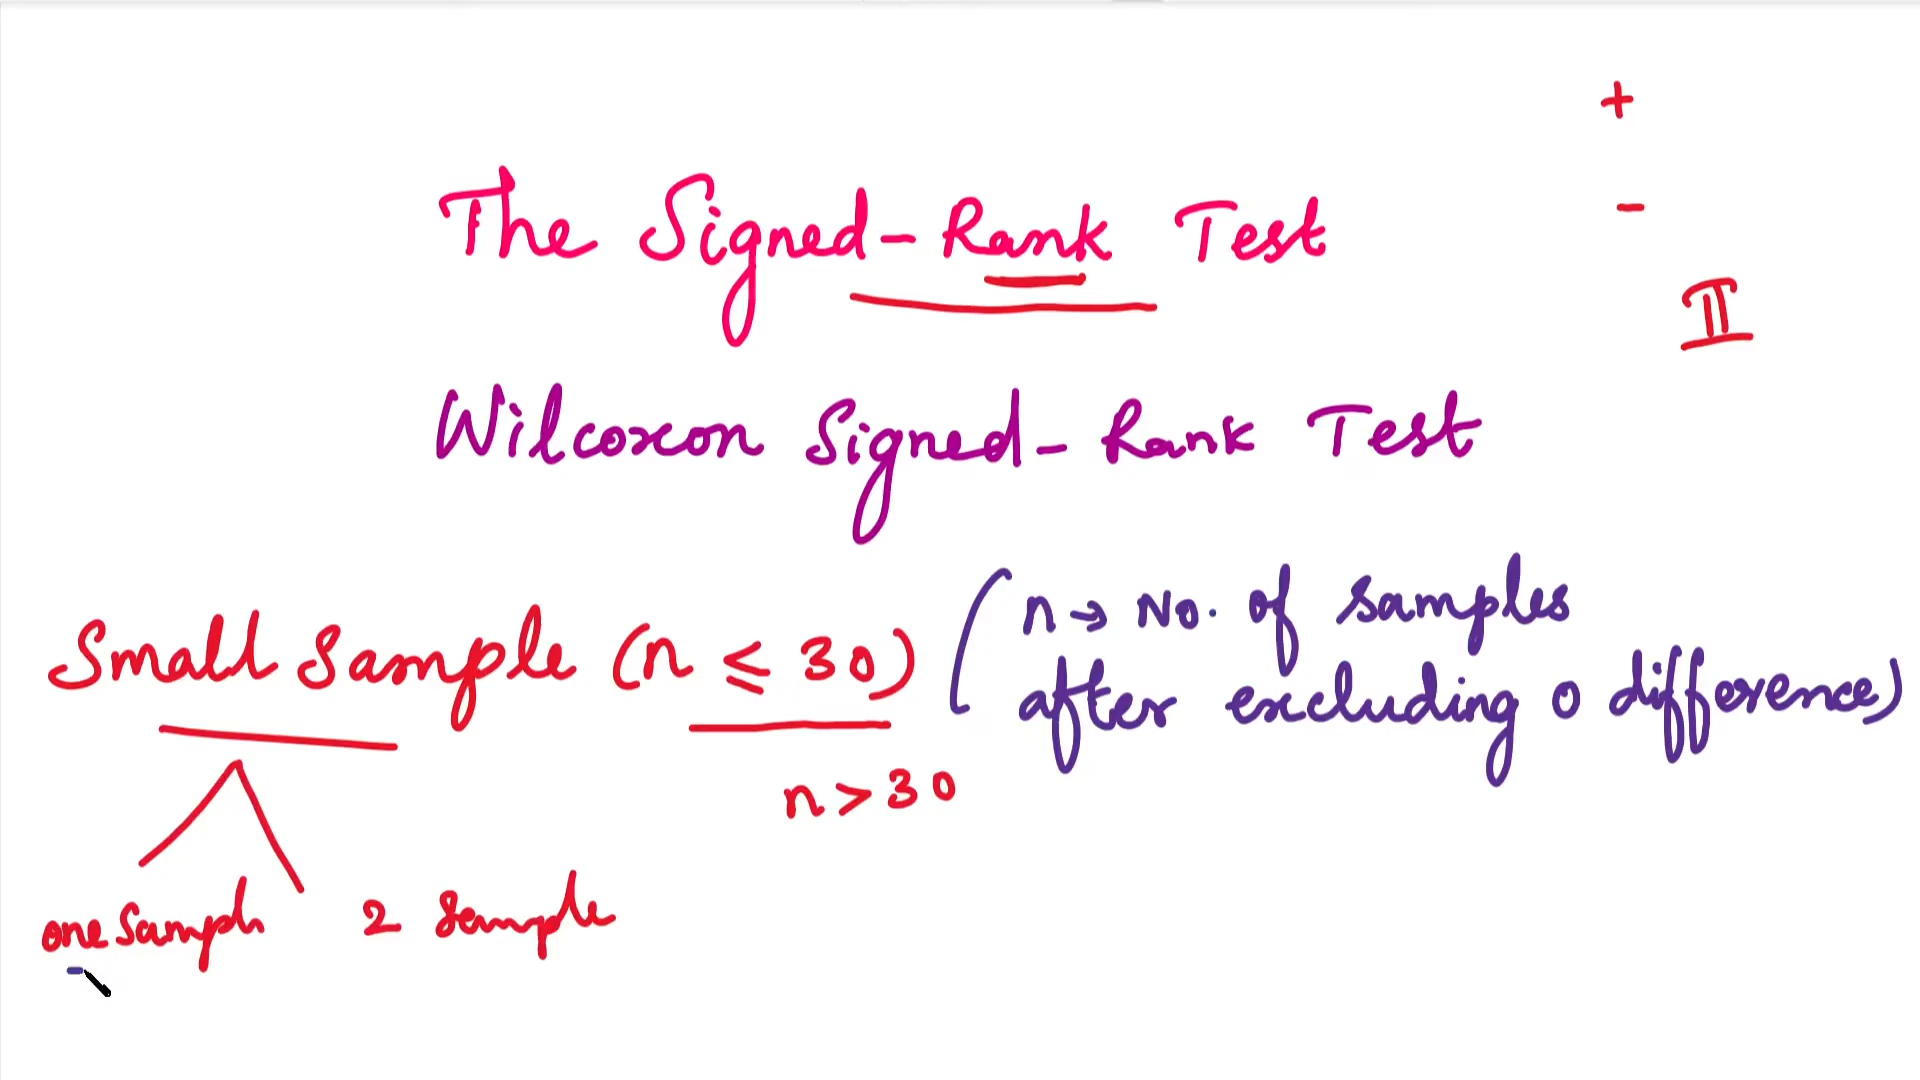 +
-
The Signed-Rank Test
II
Wilcoxon Signed-Rank Test
Small Sample (n ≤ 30) (n → No. of samples
after excluding 0 difference)
n > 30
one Sample 2 Sample